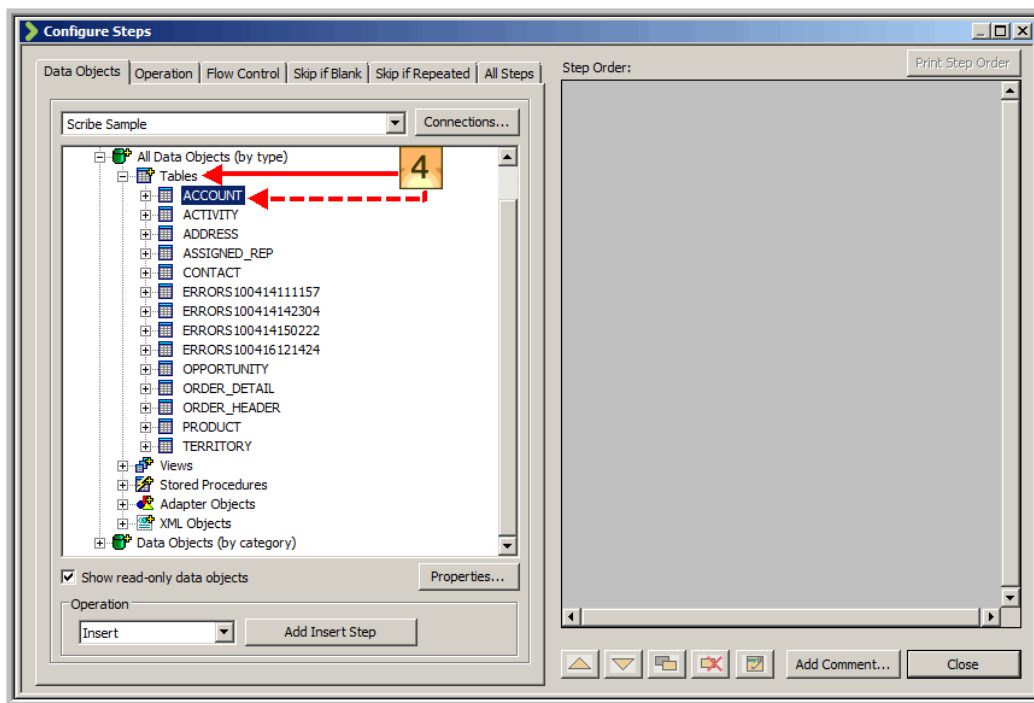 Configure Steps
Data Objects Operation Flow Control Skip if Blank Skip if Repeated All Steps
Step Order:
Print Step Order
Scribe Sample
Connections...
All Data Objects (by type)
4
Tables
ACCOUNT
ACTIVITY
ADDRESS
ASSIGNED_REP
CONTACT
ERRORS100414111157
ERRORS100414142304
ERRORS100414150222
ERRORS100416121424
OPPORTUNITY
ORDER_DETAIL
ORDER_HEADER
PRODUCT
TERRITORY
Views
Stored Procedures
Adapter Objects
XML Objects
Data Objects (by category)
Show read-only data objects
Properties...
Operation
Insert
Add Insert Step
Add Comment...
Close